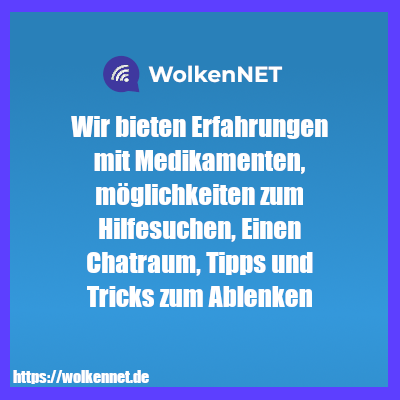 WolkenNET
Wir bieten Erfahrungen
mit Medikamenten,
möglichkeiten zum
Hilfesuchen, Einen
Chatraum, Tipps und
Tricks zum Ablenken
https://wolkennet.de